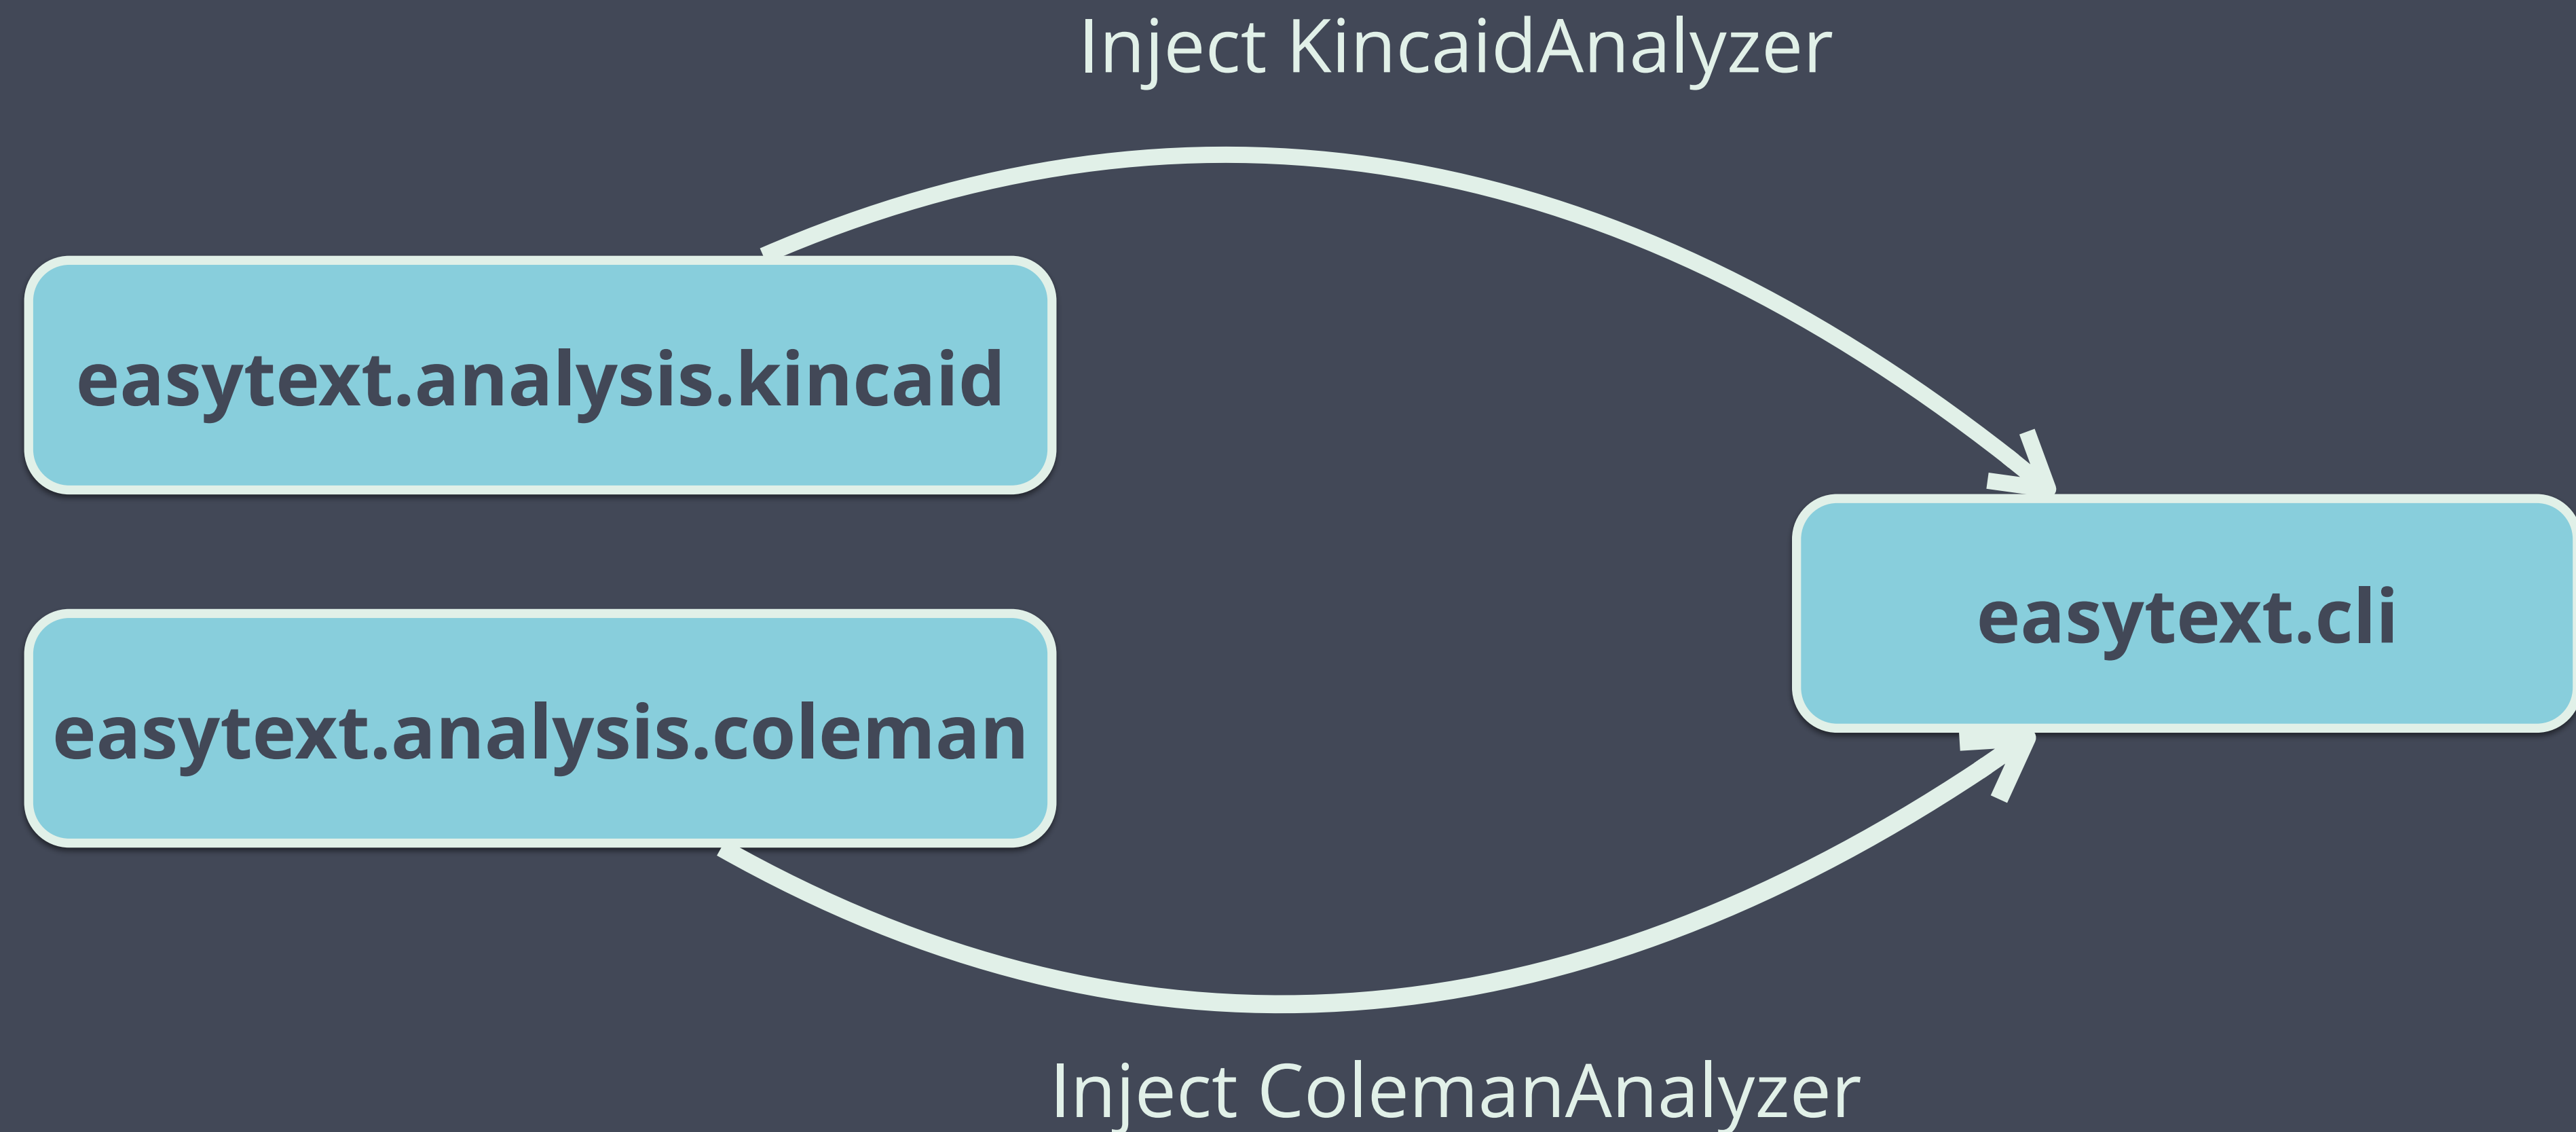 Inject KincaidAnalyzer
easytext.analysis.kincaid
easytext.cli
easytext.analysis.coleman
Inject ColemanAnalyzer